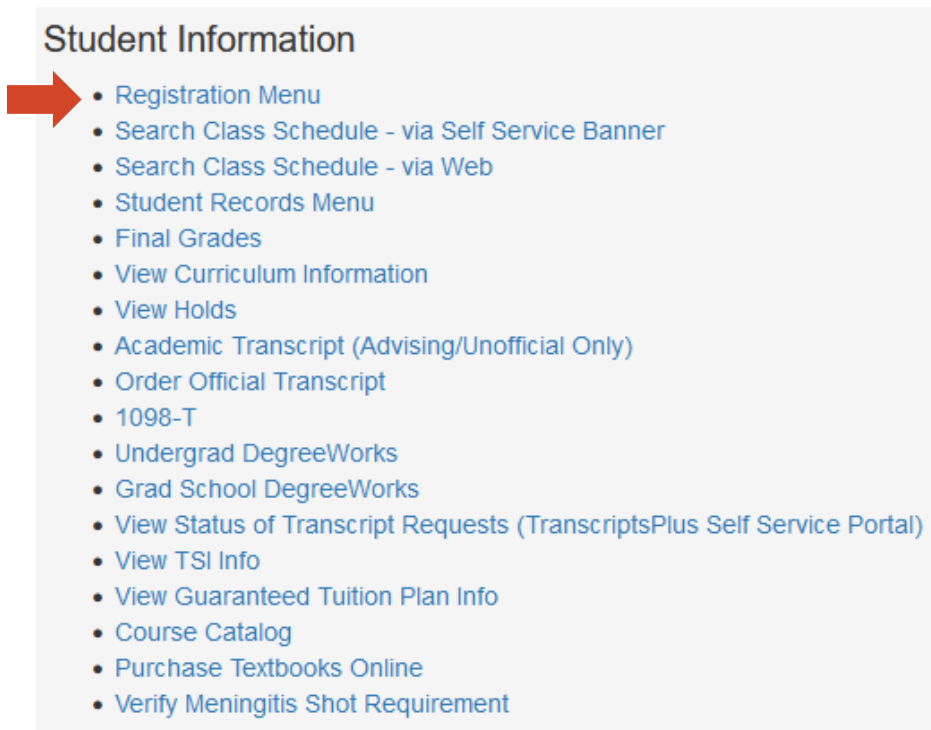 Student Information
Registration Menu
Search Class Schedule - via Self Service Banner
Search Class Schedule - via Web
Student Records Menu
Final Grades
View Curriculum Information
View Holds
Academic Transcript (Advising/Unofficial Only)
Order Official Transcript
1098-T
Undergrad DegreeWorks
Grad School DegreeWorks
View Status of Transcript Requests (TranscriptsPlus Self Service Portal)
View TSI Info
View Guaranteed Tuition Plan Info
Course Catalog
Purchase Textbooks Online
Verify Meningitis Shot Requirement